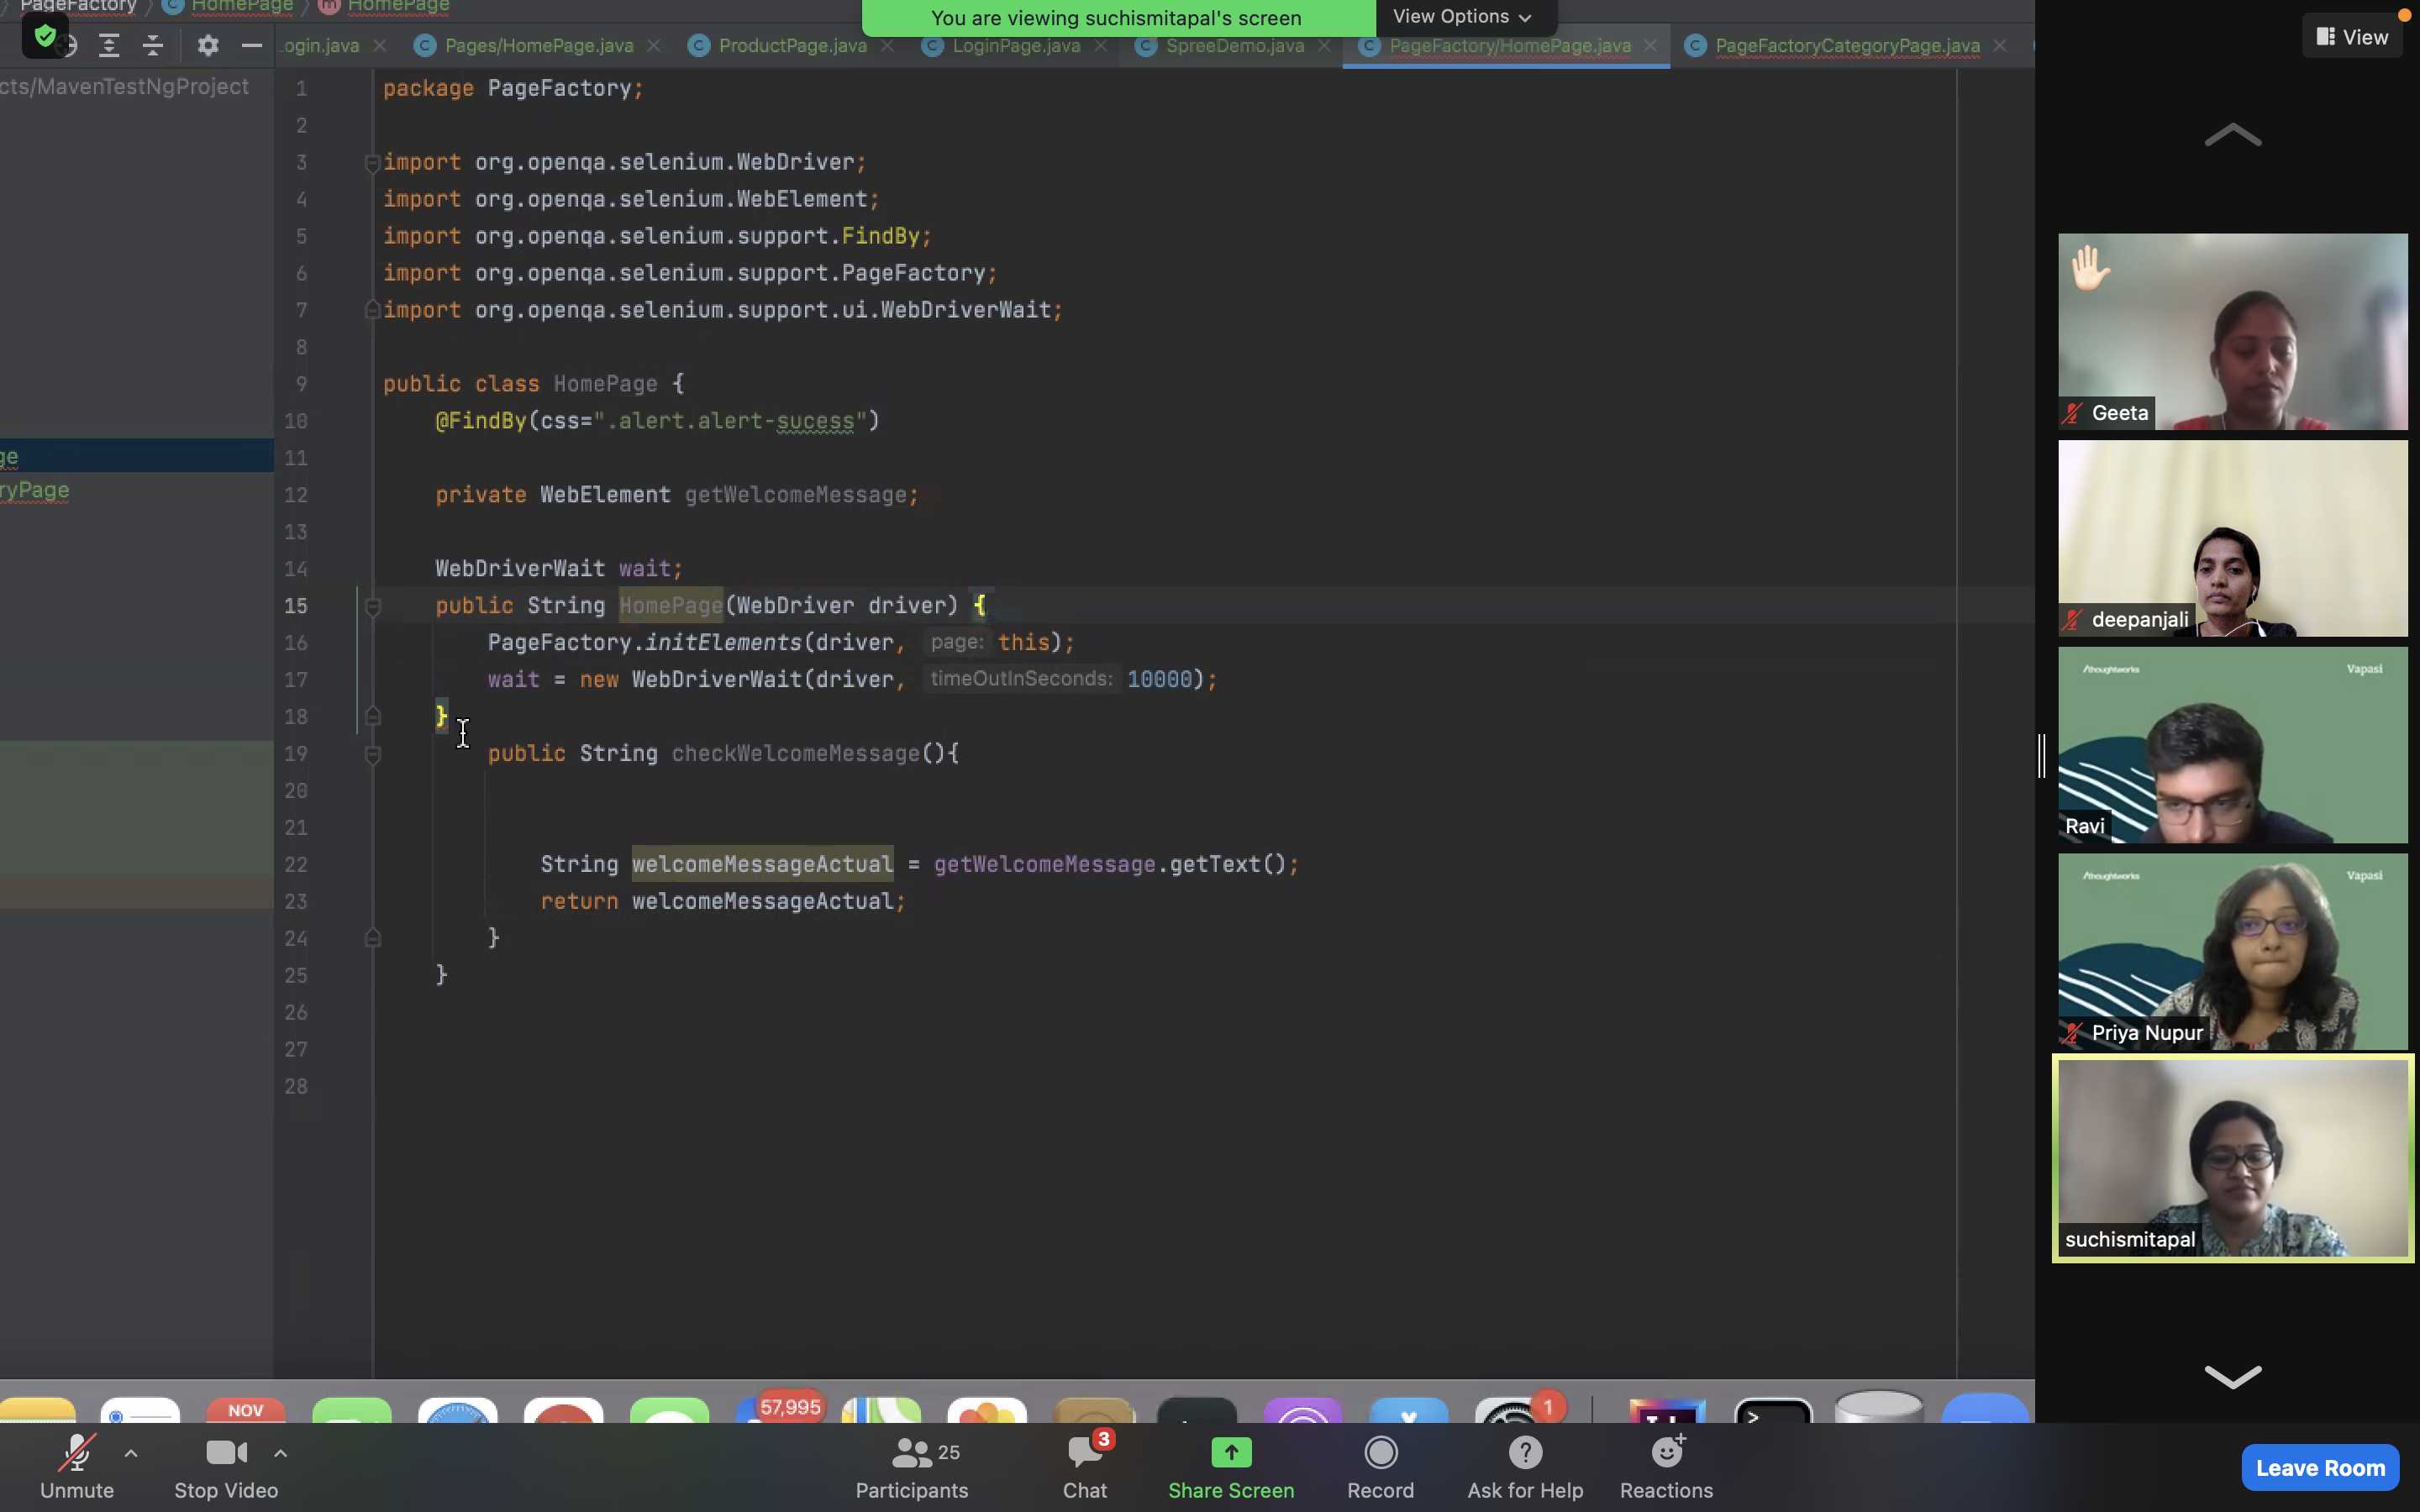 PageFactory HomePage HomePage
You are viewing suchismitapal's screen
View Options
View
ogin.java Pages/HomePage.java ProductPage.java LoginPage.java SpreeDemo.java PageFactory/HomePage.java PageFactoryCategoryPage.java
cts/MavenTestNgProject
ge
ryPage
1 package PageFactory;
2
3 import org.openqa.selenium.WebDriver;
4 import org.openqa.selenium.WebElement;
5 import org.openqa.selenium.support.FindBy;
6 import org.openqa.selenium.support.PageFactory;
7 import org.openqa.selenium.support.ui.WebDriverWait;
8
9 public class HomePage {
10 @FindBy(css=".alert.alert-sucess")
11
12 private WebElement getWelcomeMessage;
13
14 WebDriverWait wait;
15 public String HomePage(WebDriver driver) {
16 PageFactory.initElements(driver, page: this);
17 wait = new WebDriverWait(driver, timeOutInSeconds: 10000);
18 }
19 public String checkWelcomeMessage(){
20
21
22 String welcomeMessageActual = getWelcomeMessage.getText();
23 return welcomeMessageActual;
24 }
25 }
26
27
28
Geeta
deepanjali
/thoughtworks Vapasi
Ravi
/thoughtworks Vapasi
Priya Nupur
suchismitapal
NOV
57,995
1
Unmute
Stop Video
25
Participants
3
Chat
Share Screen
Record
Ask for Help
Reactions
Leave Room